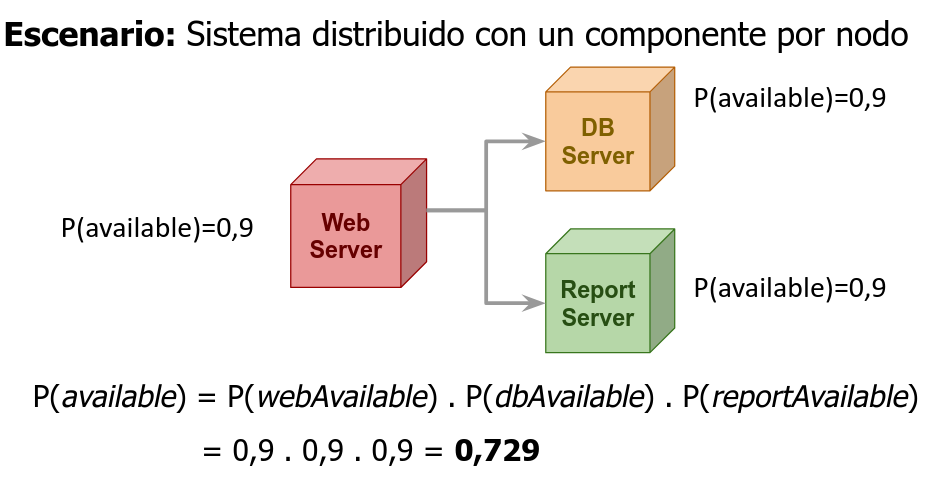 Escenario: Sistema distribuido con un componente por nodo
P(available)=0,9
DB
Server
P(available)=0,9
Web
Server
Report
Server
P(available)=0,9
P(available) = P(webAvailable) . P(dbAvailable) . P(reportAvailable)
= 0,9 . 0,9 . 0,9 = 0,729